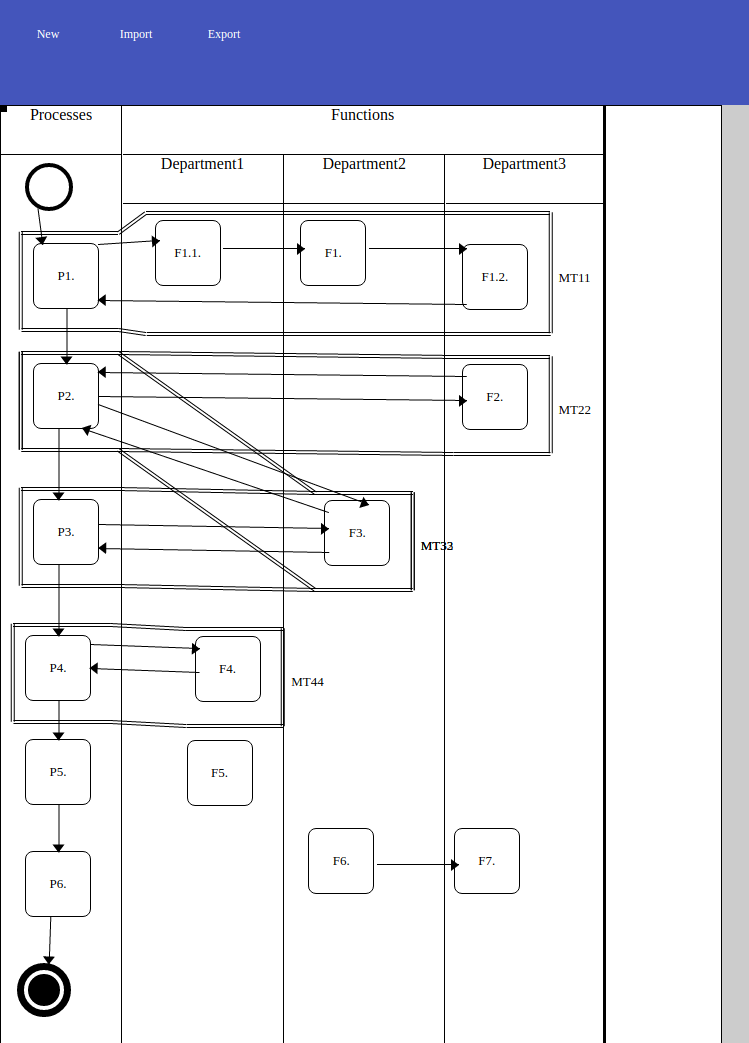 New Import Export
Processes Functions
Department1 Department2 Department3
F1.1. F1.
P1. F1.2. MT11
P2. F2.
MT22
P3. F3.
MT33
P4. F4.
MT44
P5. F5.
F6. F7.
P6.